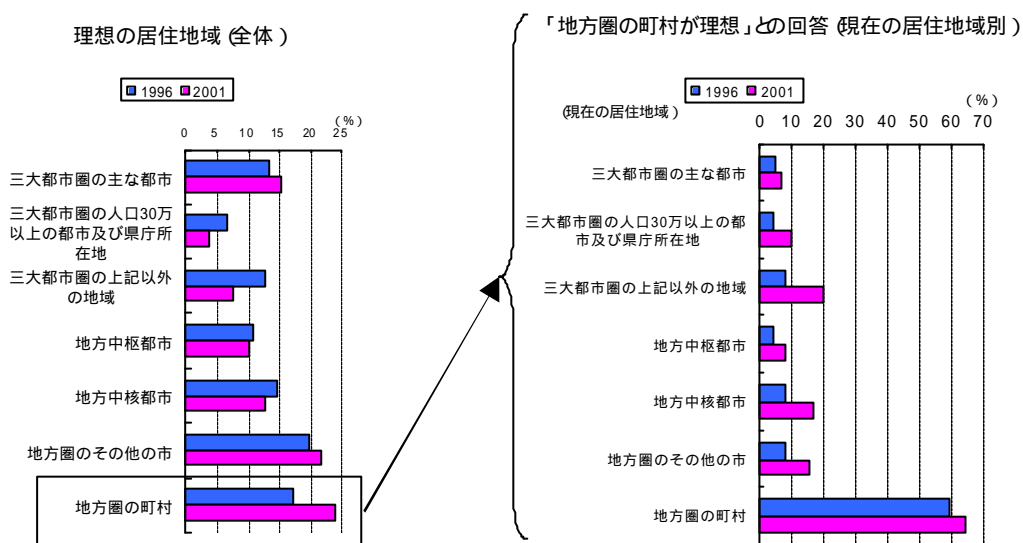 理想の居住地域（全体）
1996 2001
（%）
0 5 10 15 20 25
三大都市圏の主な都市
三大都市圏の人口30万
以上の都市及び県庁所
在地
三大都市圏の上記以外
の地域
地方中枢都市
地方中核都市
地方圏のその他の市
地方圏の町村
「地方圏の町村が理想」との回答（現在の居住地域別）
1996 2001
（現在の居住地域）
（%）
0 10 20 30 40 50 60 70
三大都市圏の主な都市
三大都市圏の人口30万以上の都
市及び県庁所在地
三大都市圏の上記以外の地域
地方中枢都市
地方中核都市
地方圏のその他の市
地方圏の町村